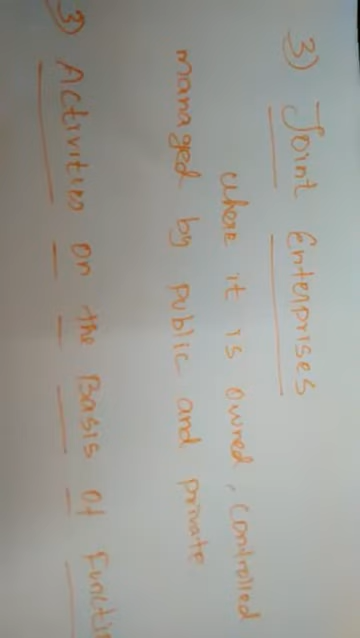 3) Joint Enterprises
where it is owned, controlled
managed by public and private
3) Activities on the Basis of Functi